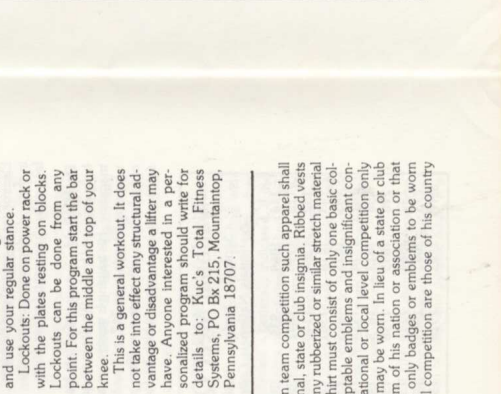 and use your regular stance.
Lockouts: Done on power rack or
with the plates resting on blocks.
Lockouts can be done from any
point. For this program start the bar
between the middle and top of your
knee.
This is a general workout. It does
not take into effect any structural ad-
vantage or disadvantage a lifter may
have. Anyone interested in a per-
sonalized program should write for
details to: Kuc's Total Fitness
Systems, PO Bx 215, Mountaintop,
Pennsylvania 18707.
n team competition such apparel shall
nal, state or club insignia. Ribbed vests
ny rubberized or similar stretch material
hirt must consist of only one basic col-
ptable emblems and insignificant con-
ational or local level competition only
may be worn. In lieu of a state or club
m of his nation or association or that
only badges or emblems to be worn
l competition are those of his country